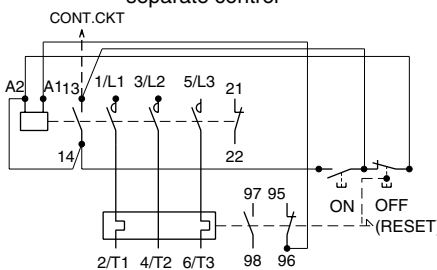 separate control
CONT.CKT
A2 A1 13 1/L1 3/L2 5/L3 21
14 22
97 95 ON OFF
(RESET)
2/T1 4/T2 6/T3 98 96